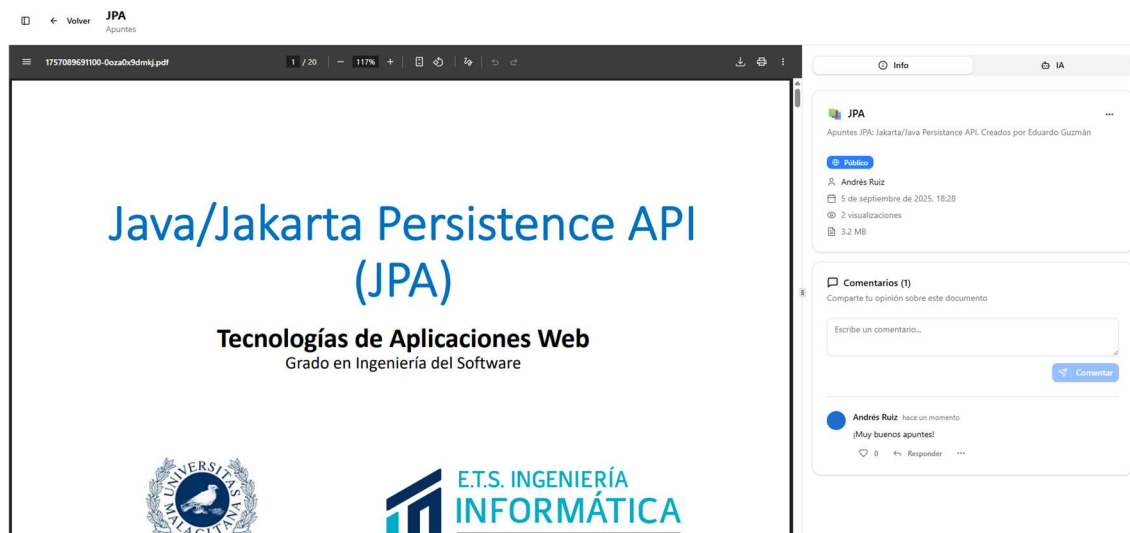 Volver
JPA
Apuntes
1757089691100-0oza0x9dmkj.pdf
1 / 20
117%
Java/Jakarta Persistence API
(JPA)
Tecnologías de Aplicaciones Web
Grado en Ingeniería del Software
UNIVERSITAS
MALACITANA
E.T.S. INGENIERÍA
INFORMÁTICA
Info
IA
JPA
Apuntes JPA: Jakarta/Java Persistance API. Creados por Eduardo Guzmán
Público
Andrés Ruiz
5 de septiembre de 2025, 18:28
2 visualizaciones
3.2 MB
Comentarios (1)
Comparte tu opinión sobre este documento
Escribe un comentario...
Comentar
Andrés Ruiz hace un momento
¡Muy buenos apuntes!
0 Responder